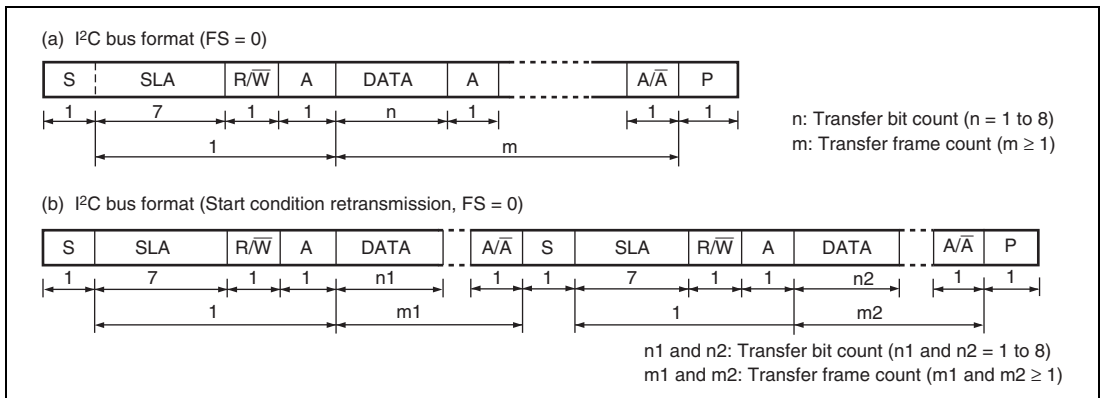 (a) I²C bus format (FS = 0)
S SLA R/W̅ A DATA A A/A̅ P
1 7 1 1 n 1 1 1
1 m
n: Transfer bit count (n = 1 to 8)
m: Transfer frame count (m ≥ 1)
(b) I²C bus format (Start condition retransmission, FS = 0)
S SLA R/W̅ A DATA A/A̅ S SLA R/W̅ A DATA A/A̅ P
1 7 1 1 n1 1 1 7 1 1 n2 1 1
1 m1 1 m2
n1 and n2: Transfer bit count (n1 and n2 = 1 to 8)
m1 and m2: Transfer frame count (m1 and m2 ≥ 1)